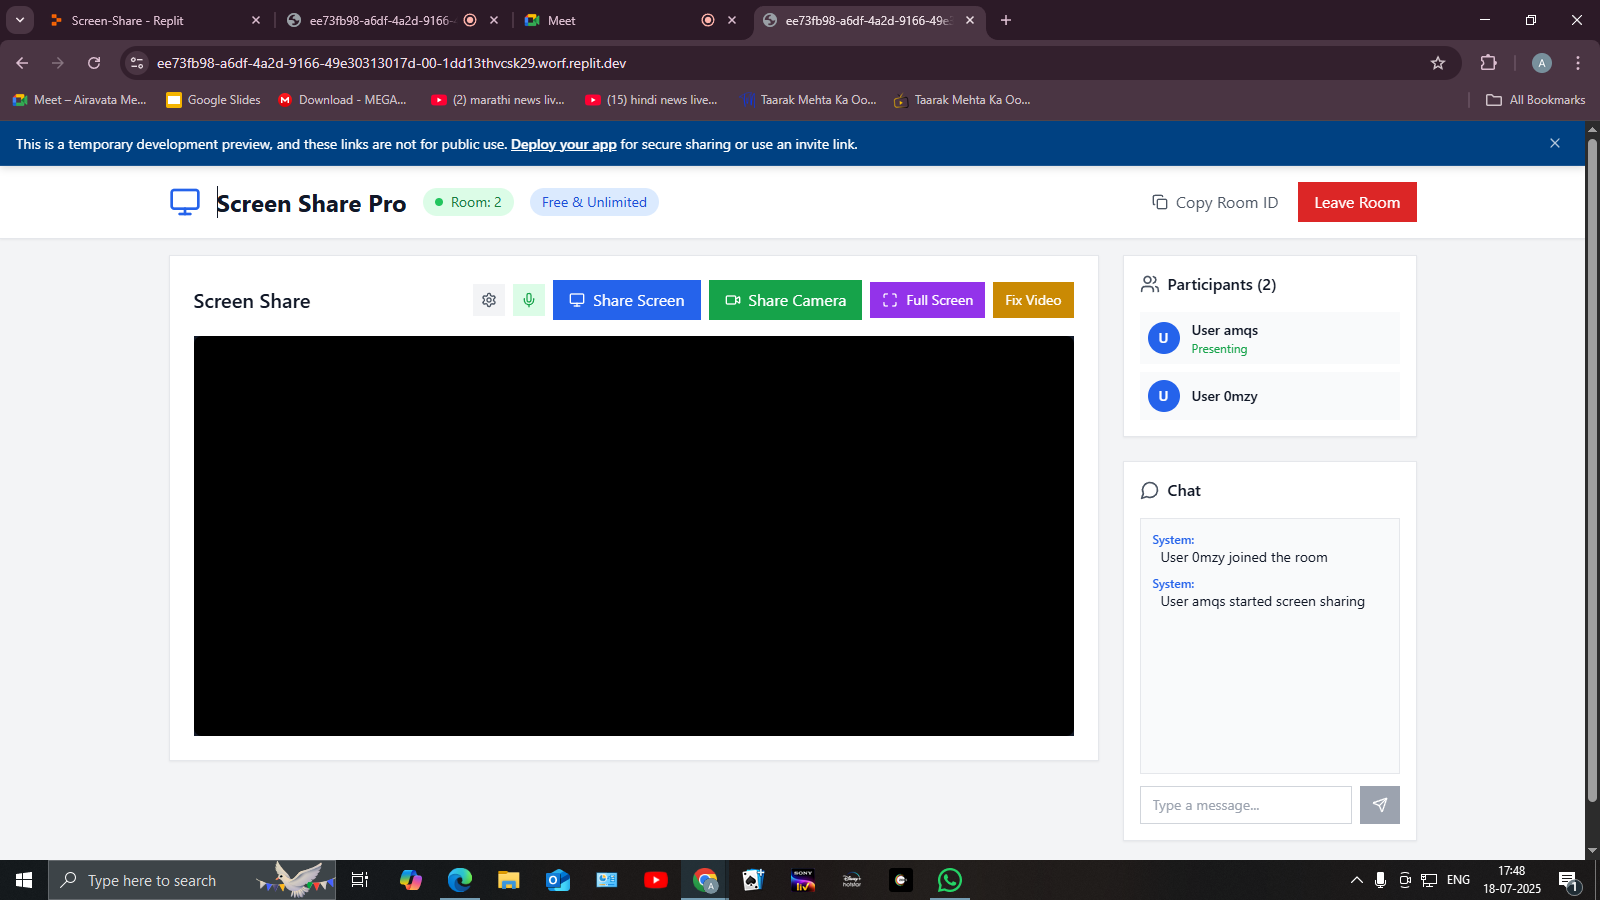 Screen-Share - Replit
ee73fb98-a6df-4a2d-9166-
Meet
ee73fb98-a6df-4a2d-9166-49e3
ee73fb98-a6df-4a2d-9166-49e30313017d-00-1dd13thvcsk29.worf.replit.dev
A
Meet – Airavata Me...
Google Slides
Download - MEGA...
(2) marathi news liv...
(15) hindi news live...
Taarak Mehta Ka Oo...
Taarak Mehta Ka Oo...
All Bookmarks
This is a temporary development preview, and these links are not for public use. Deploy your app for secure sharing or use an invite link.
Screen Share Pro
Room: 2
Free & Unlimited
Copy Room ID
Leave Room
Screen Share
Share Screen
Share Camera
Full Screen
Fix Video
Participants (2)
U
User amqs
Presenting
U
User 0mzy
Chat
System:
User 0mzy joined the room
System:
User amqs started screen sharing
Type a message...
Type here to search
A
SONY
liv
hotstar
ENG
17:48
18-07-2025
1